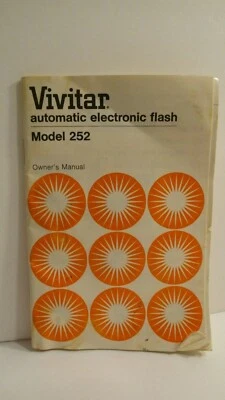 Vivitar
automatic electronic flash
Model 252
Owner's Manual